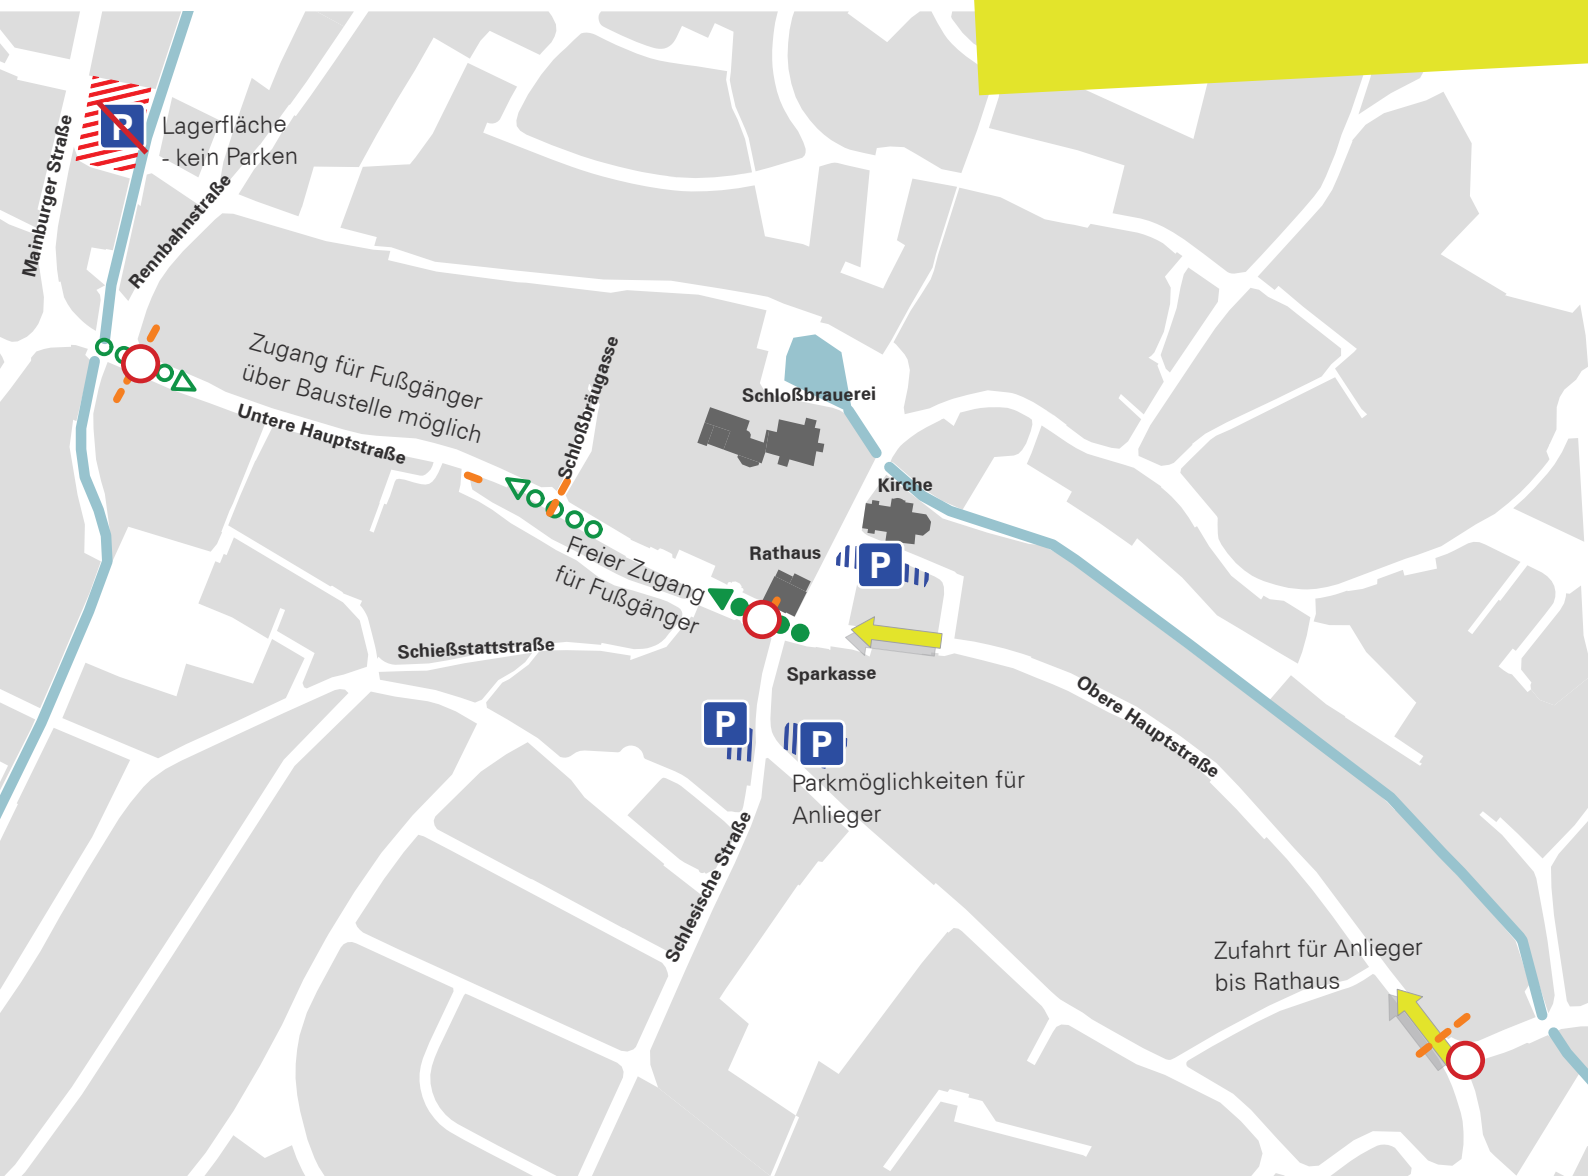 P
Lagerfläche
- kein Parken
Mainburger Straße
Rennbahnstraße
Zugang für Fußgänger
über Baustelle möglich
Untere Hauptstraße
Schloßbräugasse
Schloßbrauerei
Kirche
Rathaus
P
Freier Zugang
für Fußgänger
Schießstattstraße
Sparkasse
Obere Hauptstraße
P
P
Parkmöglichkeiten für
Anlieger
Schlesische Straße
Zufahrt für Anlieger
bis Rathaus